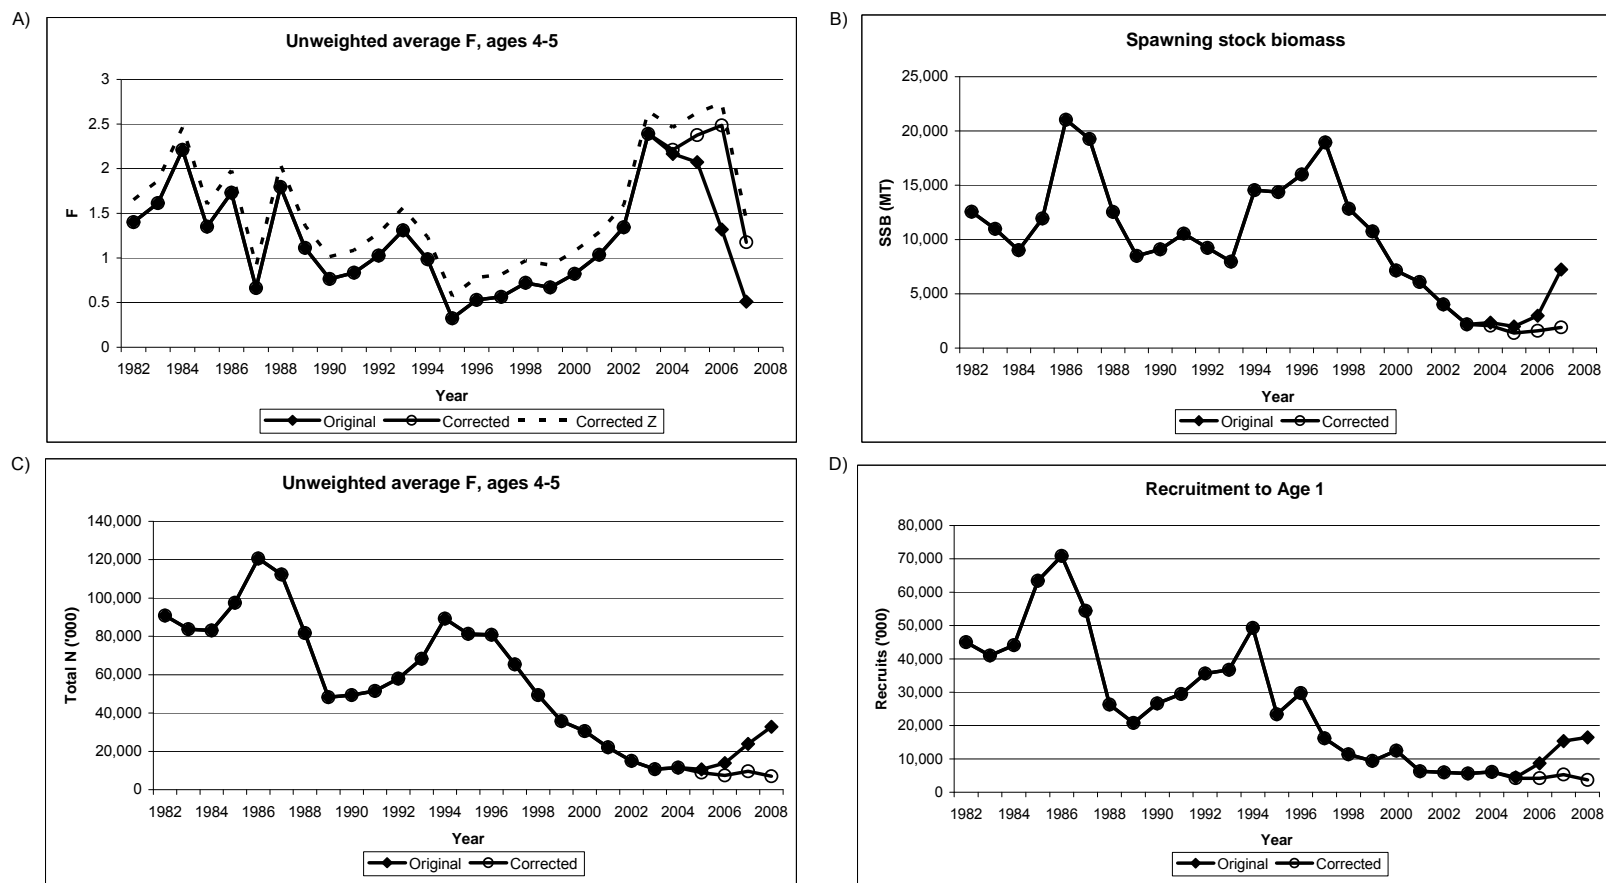 A)
Unweighted average F, ages 4-5
3
2.5
2
1.5
1
0.5
0
F
1982 1984 1986 1988 1990 1992 1994 1996 1998 2000 2002 2004 2006 2008
Year
Original Corrected Corrected Z
B)
Spawning stock biomass
25,000
20,000
15,000
10,000
5,000
0
SSB (MT)
1982 1984 1986 1988 1990 1992 1994 1996 1998 2000 2002 2004 2006 2008
Year
Original Corrected
C)
Unweighted average F, ages 4-5
140,000
120,000
100,000
80,000
60,000
40,000
20,000
0
Total N ('000)
1982 1984 1986 1988 1990 1992 1994 1996 1998 2000 2002 2004 2006 2008
Year
Original Corrected
D)
Recruitment to Age 1
80,000
70,000
60,000
50,000
40,000
30,000
20,000
10,000
0
Recruits ('000)
1982 1984 1986 1988 1990 1992 1994 1996 1998 2000 2002 2004 2006 2008
Year
Original Corrected